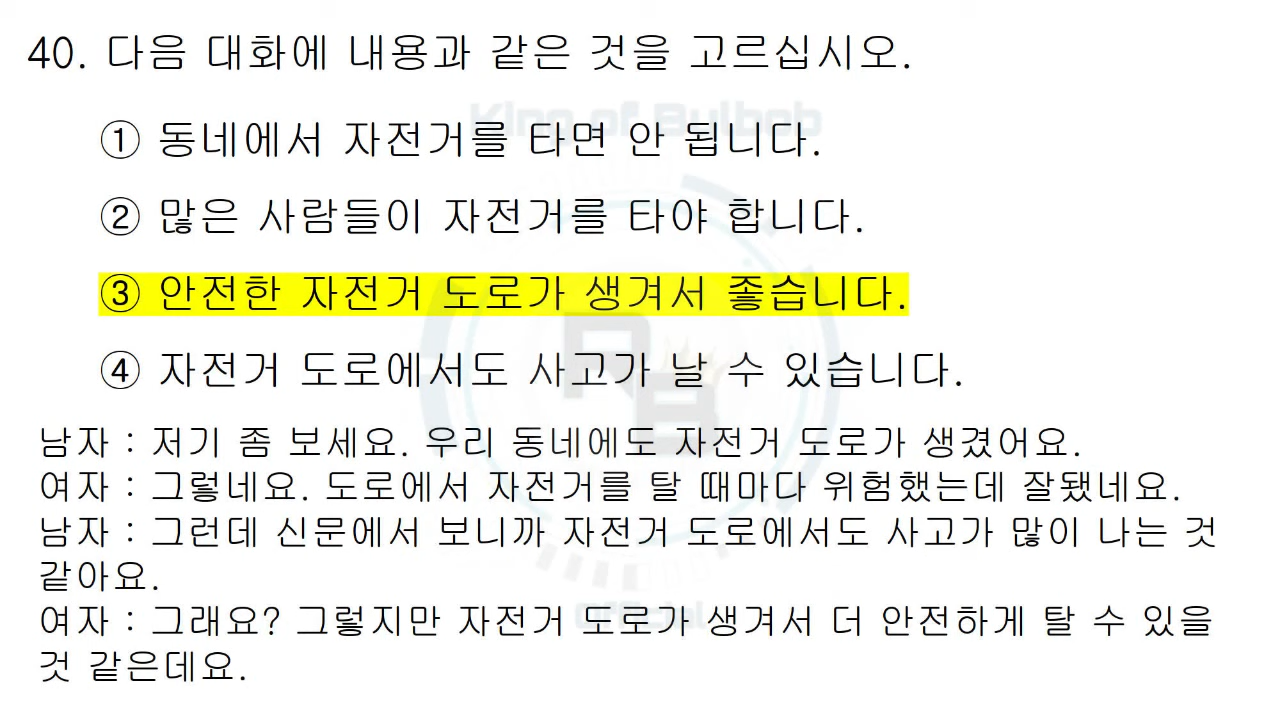 40. 다음 대화에 내용과 같은 것을 고르십시오.
King of Bulbob
① 동네에서 자전거를 타면 안 됩니다.
② 많은 사람들이 자전거를 타야 합니다.
③ 안전한 자전거 도로가 생겨서 좋습니다.
RB
④ 자전거 도로에서도 사고가 날 수 있습니다.
남자 : 저기 좀 보세요. 우리 동네에도 자전거 도로가 생겼어요.
여자 : 그렇네요. 도로에서 자전거를 탈 때마다 위험했는데 잘됐네요.
남자 : 그런데 신문에서 보니까 자전거 도로에서도 사고가 많이 나는 것
같아요.
Official
여자 : 그래요? 그렇지만 자전거 도로가 생겨서 더 안전하게 탈 수 있을
것 같은데요.